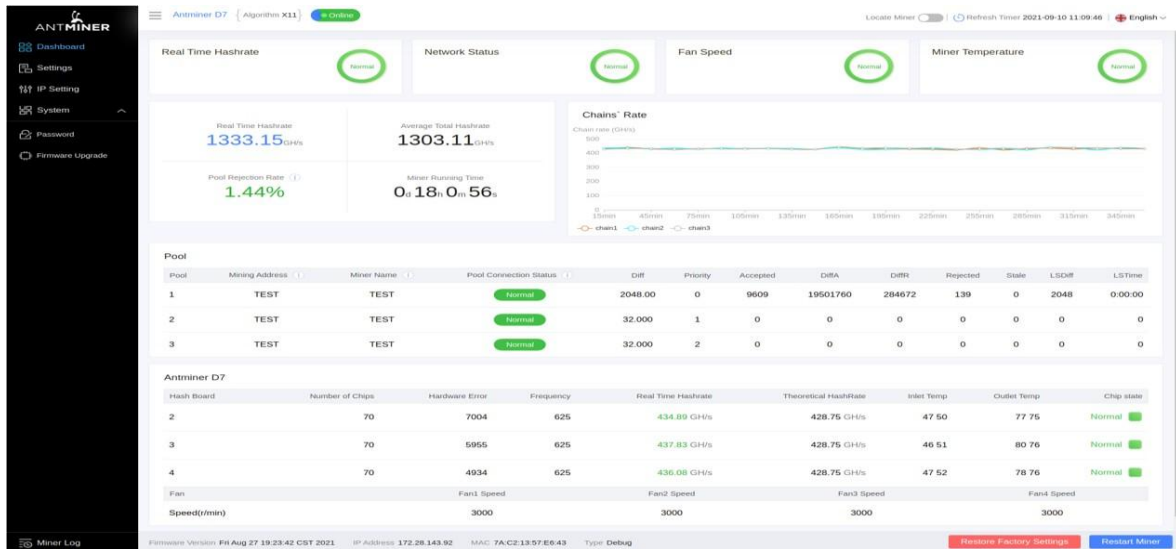 ANTMINER
Antminer D7 { Algorithm X11 } Online
Locate Miner Refresh Timer 2021-09-10 11:09:46 English
Dashboard
Settings
IP Setting
System
Password
Firmware Upgrade
Miner Log
Real Time Hashrate Normal
Network Status Normal
Fan Speed Normal
Miner Temperature Normal
Real Time Hashrate Average Total Hashrate
1333.15GH/s 1303.11GH/s
Pool Rejection Rate Miner Running Time
1.44% 0d 18h 0m 56s
Chains` Rate
Chain rate (GH/s)
500
400
300
200
100
0
15min 45min 75min 105min 135min 165min 195min 225min 255min 285min 315min 345min
chain1 chain2 chain3
Pool
Pool Mining Address Miner Name Pool Connection Status Diff Priority Accepted DiffA DiffR Rejected Stale LSDiff LSTime
1 TEST TEST Normal 2048.00 0 9609 19501760 284672 139 0 2048 0:00:00
2 TEST TEST Normal 32.000 1 0 0 0 0 0 0 0
3 TEST TEST Normal 32.000 2 0 0 0 0 0 0 0
Antminer D7
Hash Board Number of Chips Hardware Error Frequency Real Time Hashrate Theoretical HashRate Inlet Temp Outlet Temp Chip state
2 70 7004 625 434.89 GH/s 428.75 GH/s 47 50 77 75 Normal
3 70 5955 625 437.83 GH/s 428.75 GH/s 46 51 80 76 Normal
4 70 4934 625 436.08 GH/s 428.75 GH/s 47 52 78 76 Normal
Fan Fan1 Speed Fan2 Speed Fan3 Speed Fan4 Speed
Speed(r/min) 3000 3000 3000 3000
Firmware Version Fri Aug 27 19:23:42 CST 2021 IP Address 172.28.143.92 MAC 7A:C2:13:57:E6:43 Type Debug Restore Factory Settings Restart Miner